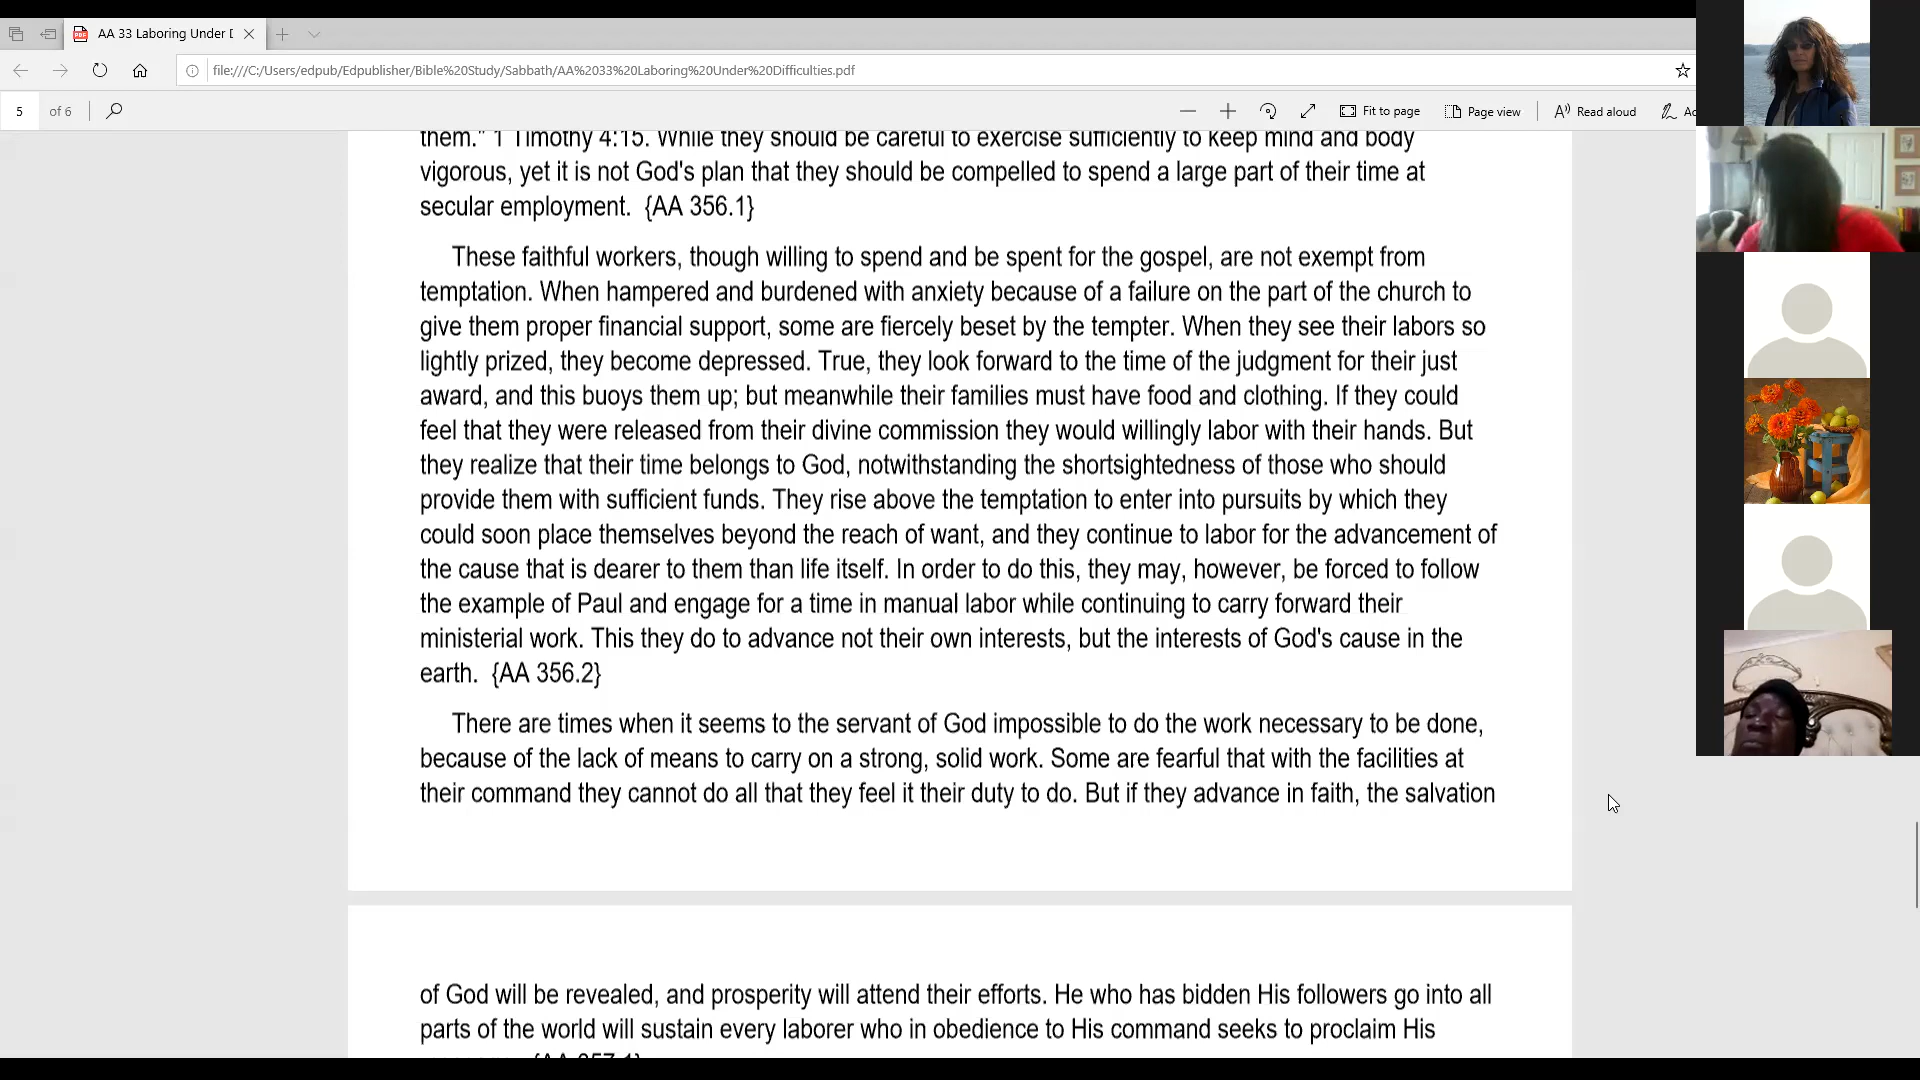 AA 33 Laboring Under D
file:///C:/Users/edpub/Edpublisher/Bible%20Study/Sabbath/AA%2033%20Laboring%20Under%20Difficulties.pdf
5 of 6 Fit to page Page view Read aloud
them." 1 Timothy 4:15. While they should be careful to exercise sufficiently to keep mind and body
vigorous, yet it is not God's plan that they should be compelled to spend a large part of their time at
secular employment. {AA 356.1}
These faithful workers, though willing to spend and be spent for the gospel, are not exempt from
temptation. When hampered and burdened with anxiety because of a failure on the part of the church to
give them proper financial support, some are fiercely beset by the tempter. When they see their labors so
lightly prized, they become depressed. True, they look forward to the time of the judgment for their just
award, and this buoys them up; but meanwhile their families must have food and clothing. If they could
feel that they were released from their divine commission they would willingly labor with their hands. But
they realize that their time belongs to God, notwithstanding the shortsightedness of those who should
provide them with sufficient funds. They rise above the temptation to enter into pursuits by which they
could soon place themselves beyond the reach of want, and they continue to labor for the advancement of
the cause that is dearer to them than life itself. In order to do this, they may, however, be forced to follow
the example of Paul and engage for a time in manual labor while continuing to carry forward their
ministerial work. This they do to advance not their own interests, but the interests of God's cause in the
earth. {AA 356.2}
There are times when it seems to the servant of God impossible to do the work necessary to be done,
because of the lack of means to carry on a strong, solid work. Some are fearful that with the facilities at
their command they cannot do all that they feel it their duty to do. But if they advance in faith, the salvation
of God will be revealed, and prosperity will attend their efforts. He who has bidden His followers go into all
parts of the world will sustain every laborer who in obedience to His command seeks to proclaim His
{AA 357.1}